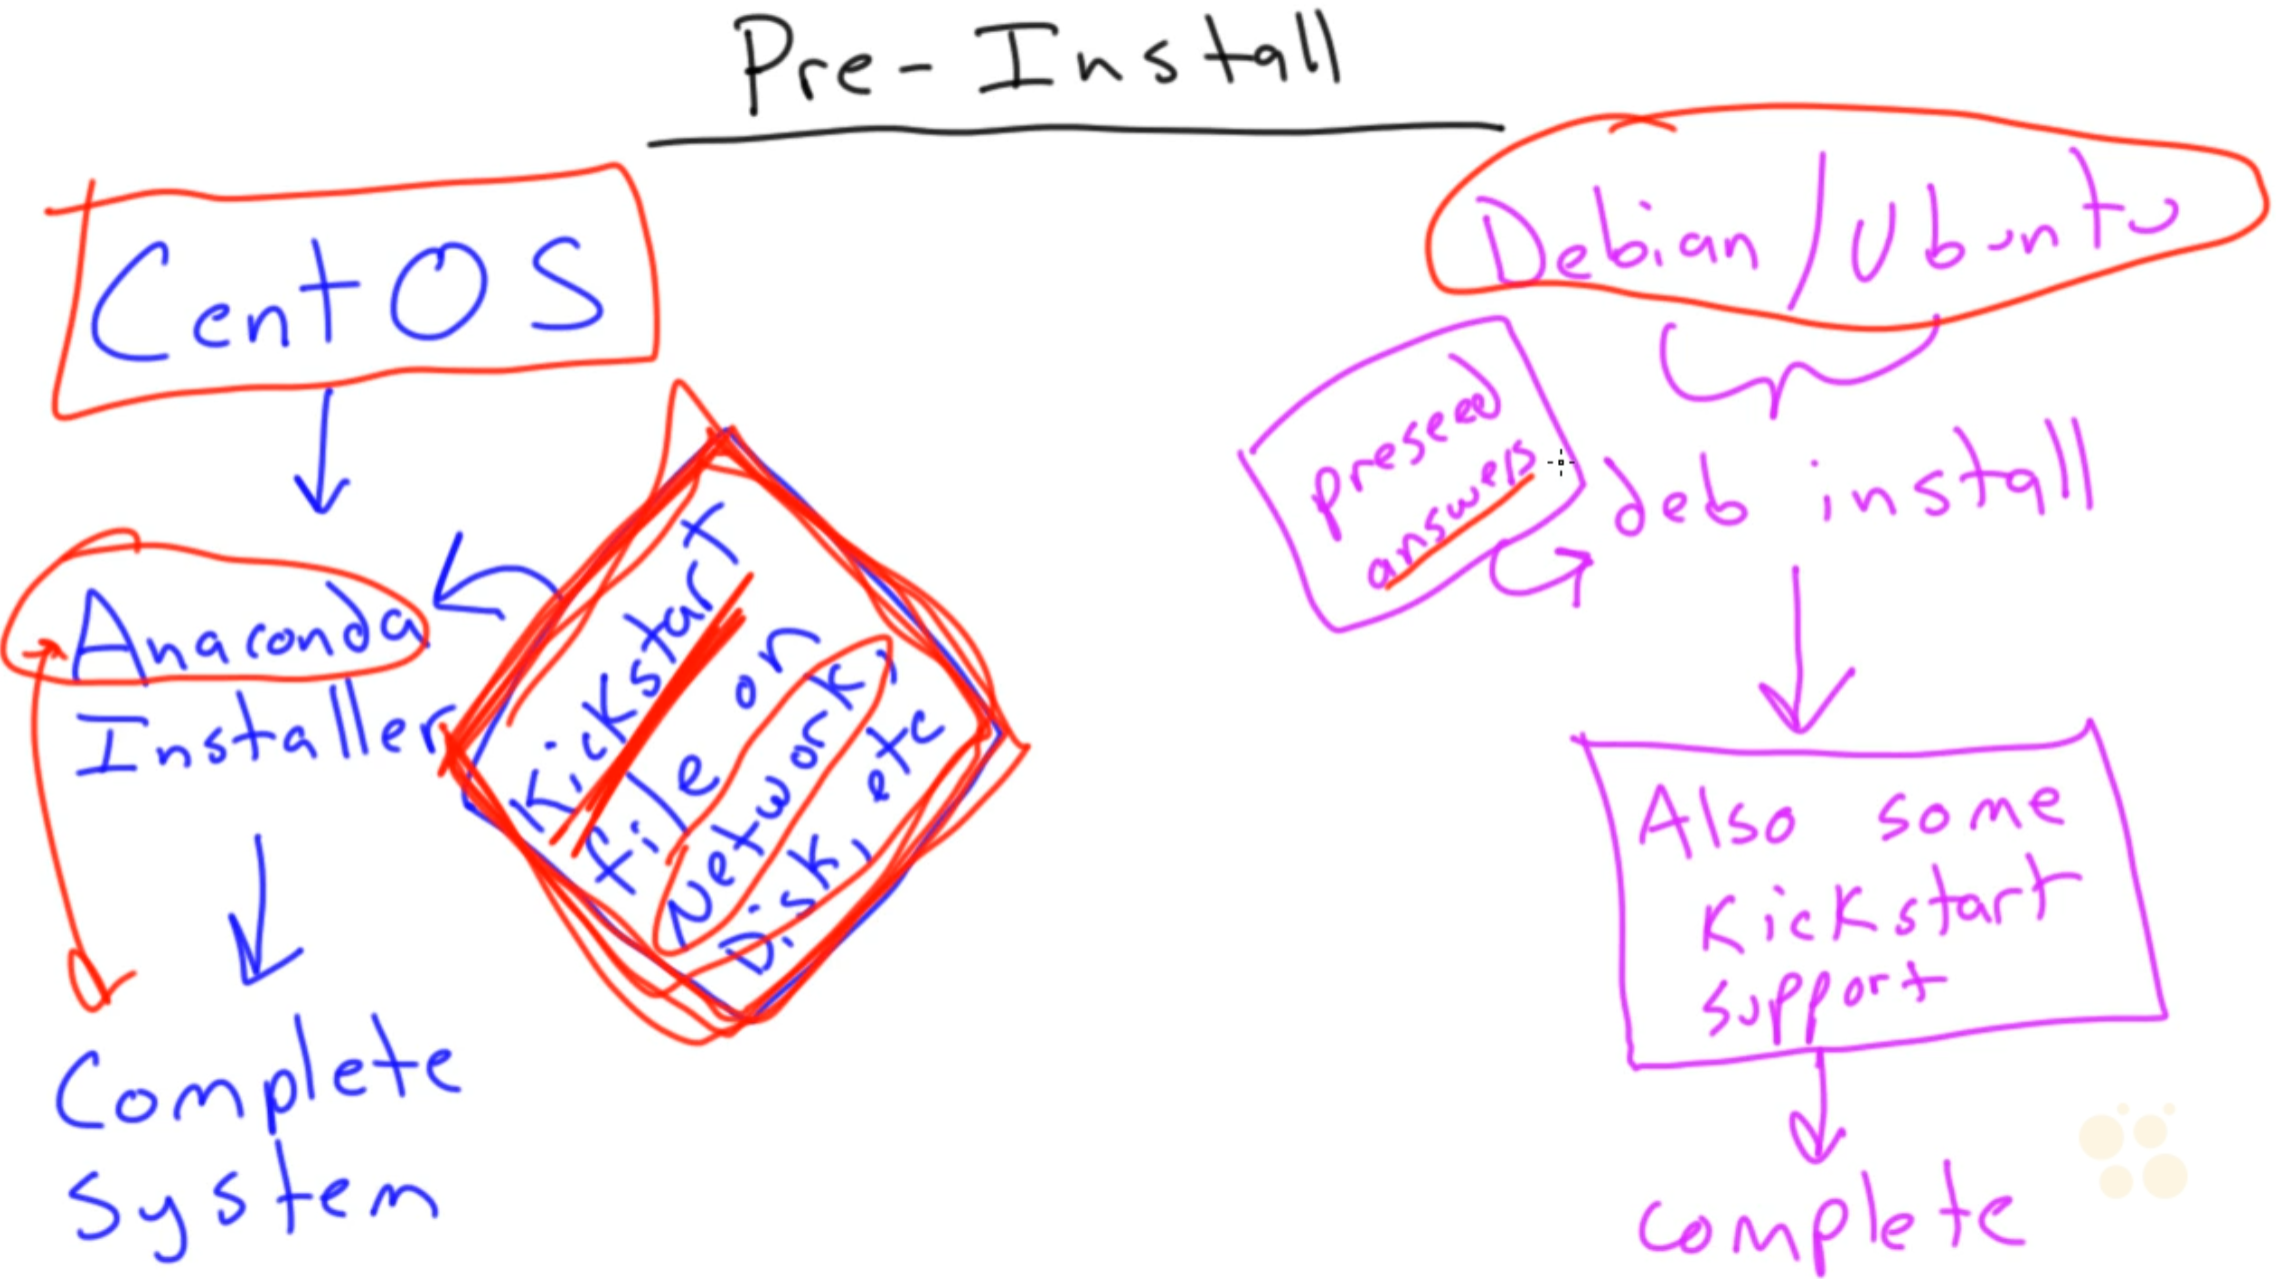 Pre-Install
CentOS
Anaconda
Installer
Complete
System
Kickstart
file or
Network,
Disk, etc
Debian/Ubuntu
preseed
answers
deb install
Also some
Kickstart
support
complete